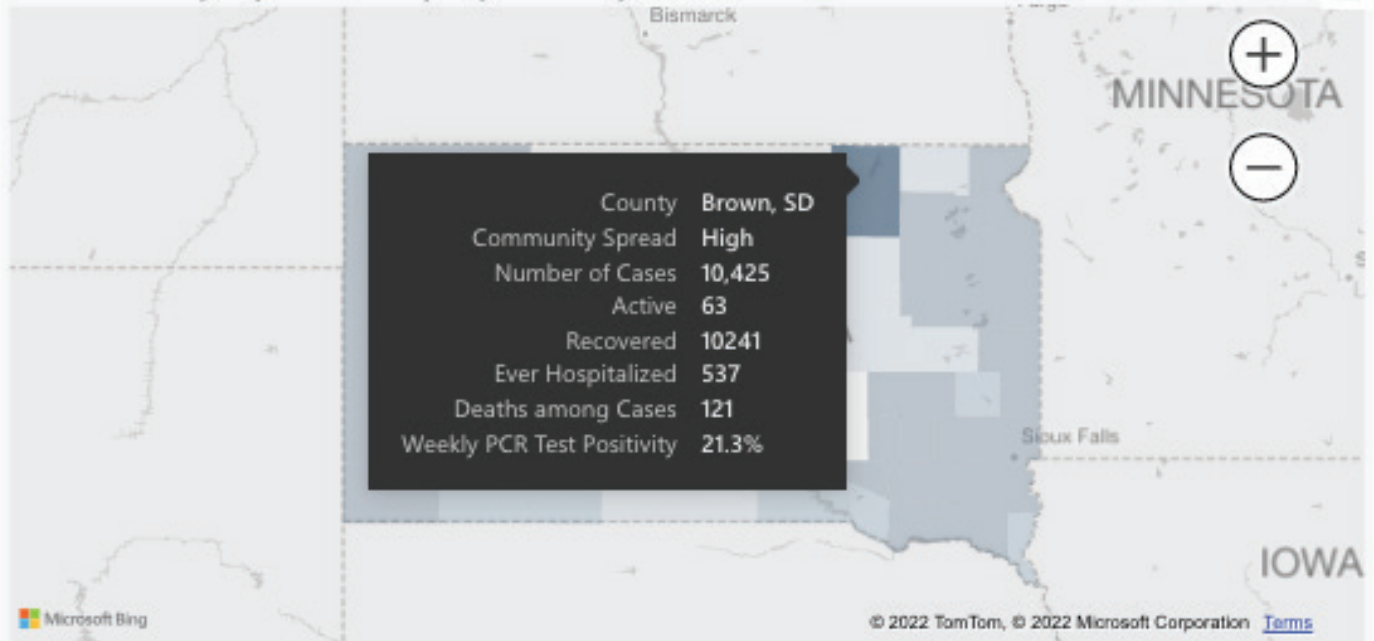 Bismarck
MINNESOTA
County Brown, SD
Community Spread High
Number of Cases 10,425
Active 63
Recovered 10241
Ever Hospitalized 537
Deaths among Cases 121
Weekly PCR Test Positivity 21.3%
Sioux Falls
IOWA
Microsoft Bing
© 2022 TomTom, © 2022 Microsoft Corporation Terms